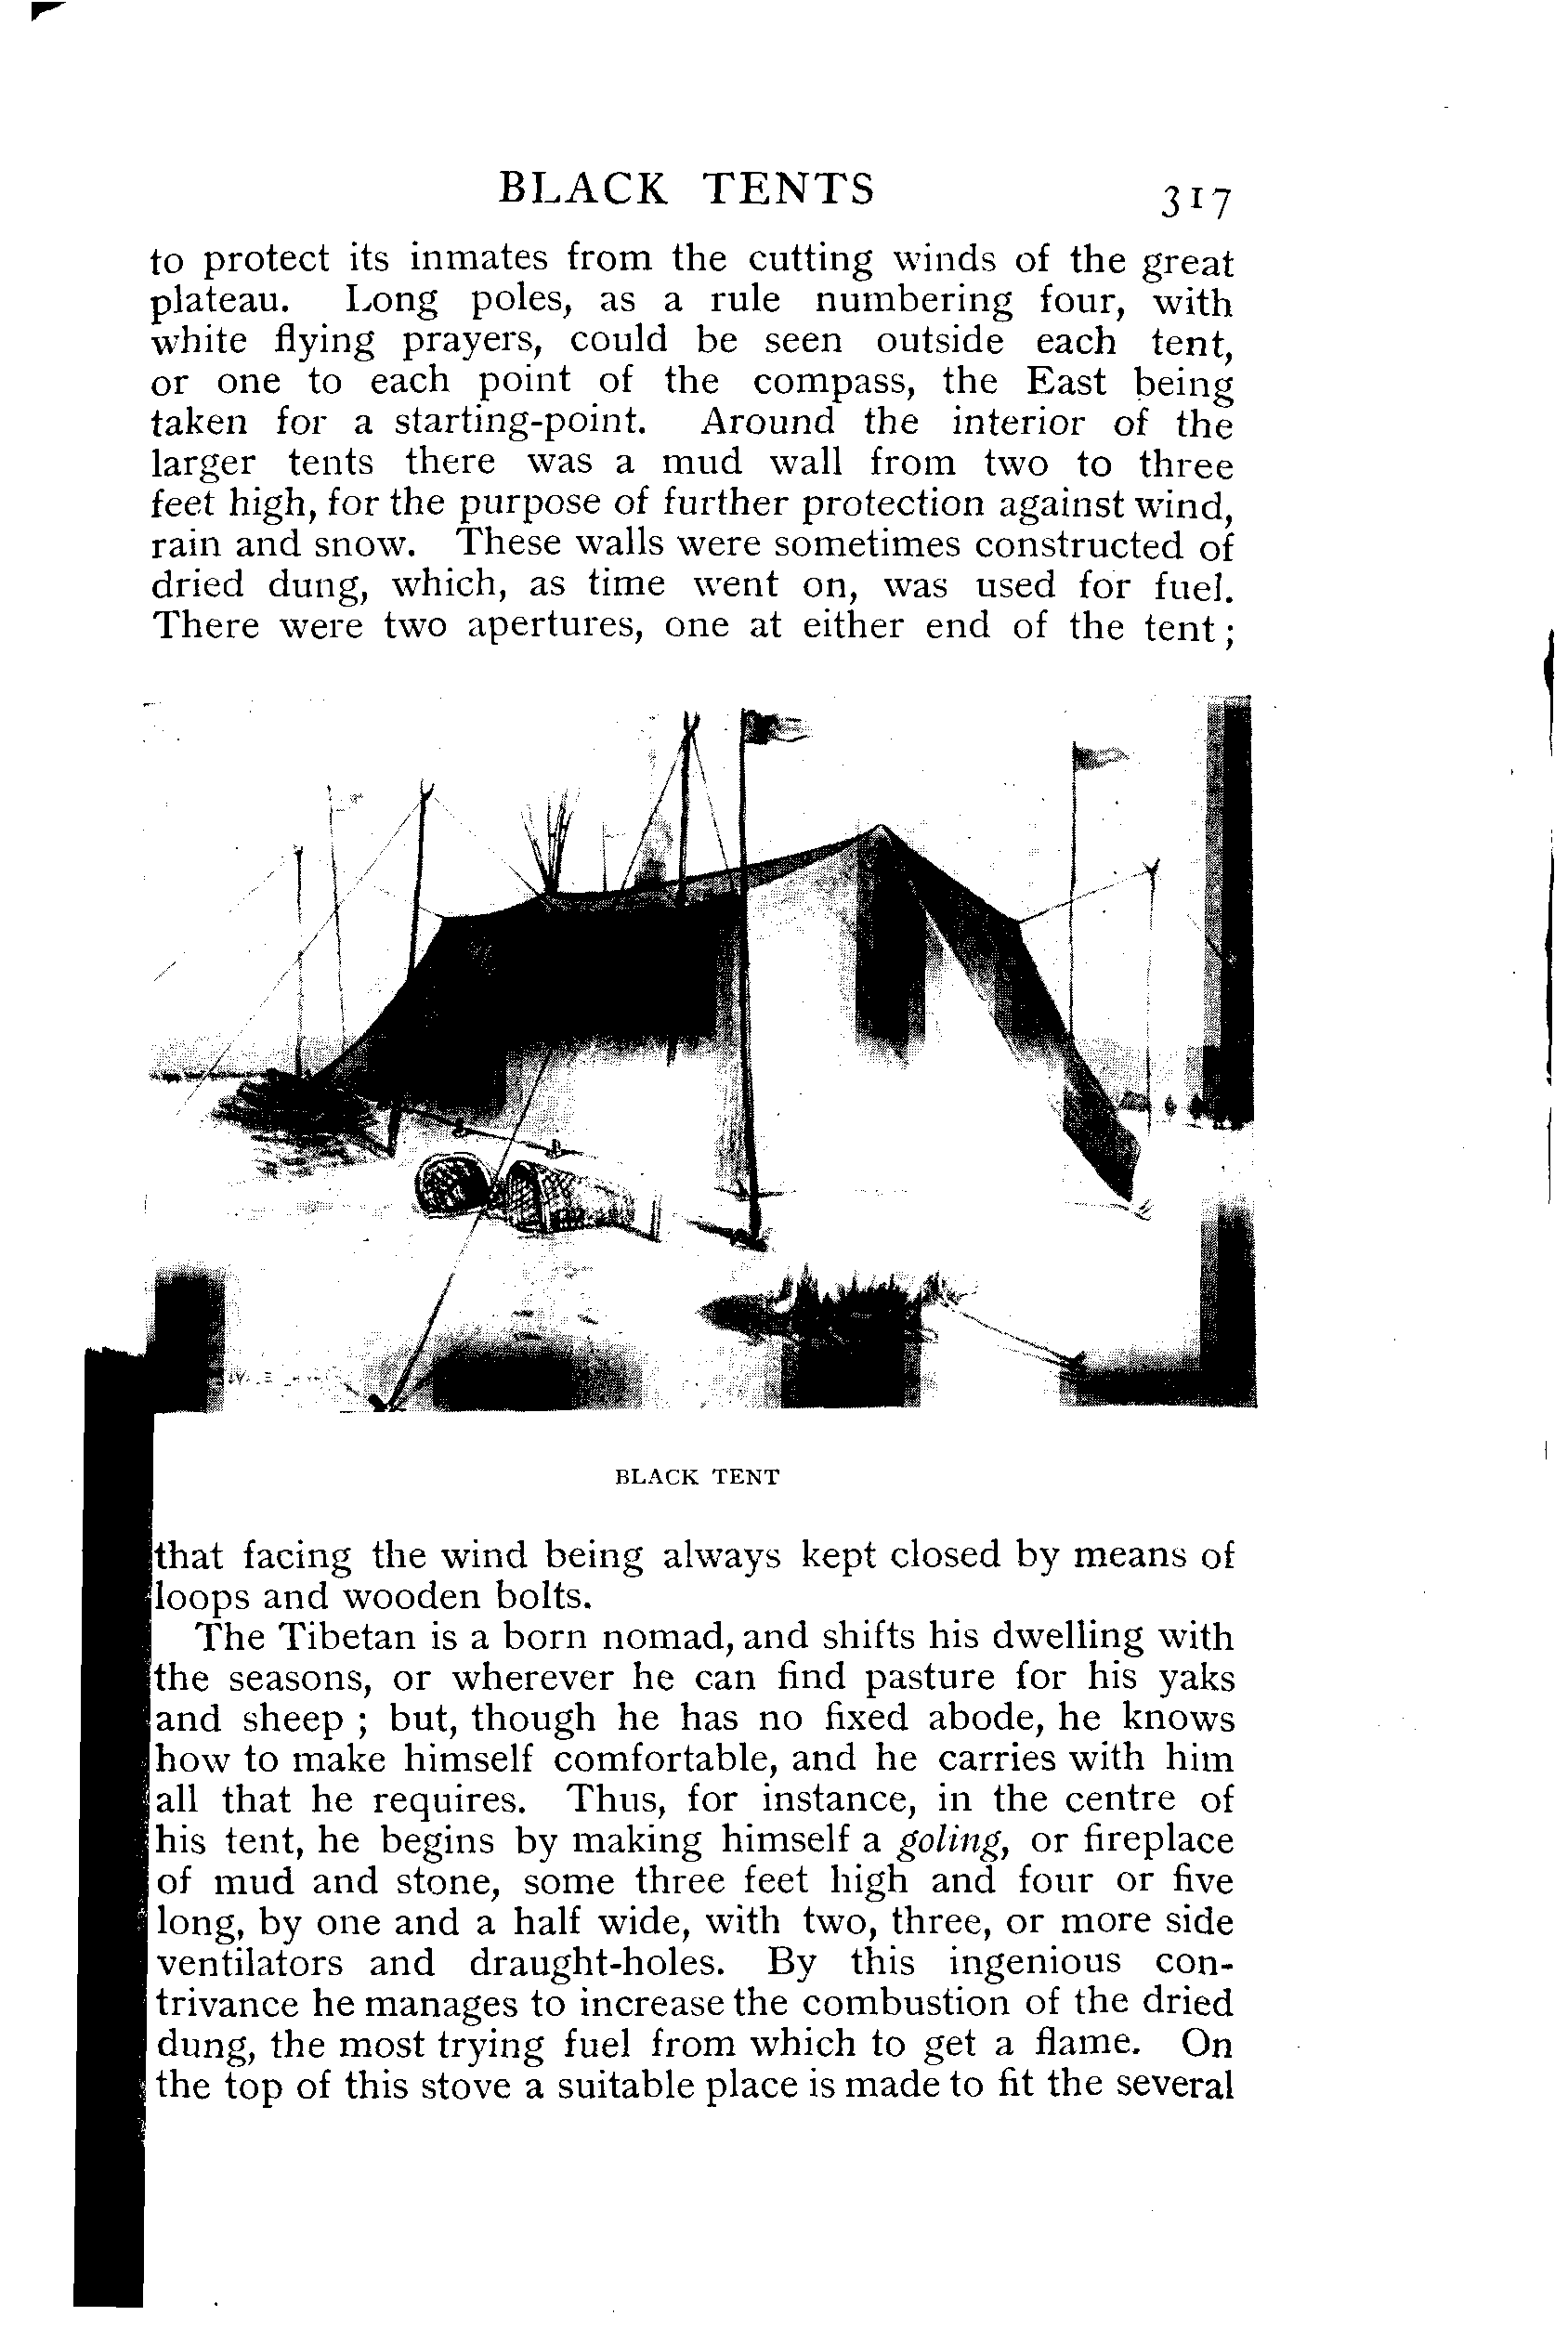 BLACK TENTS 317
to protect its inmates from the cutting winds of the great
plateau. Long poles, as a rule numbering four, with
white flying prayers, could be seen outside each tent,
or one to each point of the compass, the East being
taken for a starting-point. Around the interior of the
larger tents there was a mud wall from two to three
feet high, for the purpose of further protection against wind,
rain and snow. These walls were sometimes constructed of
dried dung, which, as time went on, was used for fuel.
There were two apertures, one at either end of the tent ;
BLACK TENT
that facing the wind being always kept closed by means of
loops and wooden bolts.
The Tibetan is a born nomad, and shifts his dwelling with
the seasons, or wherever he can find pasture for his yaks
and sheep ; but, though he has no fixed abode, he knows
how to make himself comfortable, and he carries with him
all that he requires. Thus, for instance, in the centre of
his tent, he begins by making himself a goling, or fireplace
of mud and stone, some three feet high and four or five
long, by one and a half wide, with two, three, or more side
ventilators and draught-holes. By this ingenious con-
trivance he manages to increase the combustion of the dried
dung, the most trying fuel from which to get a flame. On
the top of this stove a suitable place is made to fit the several